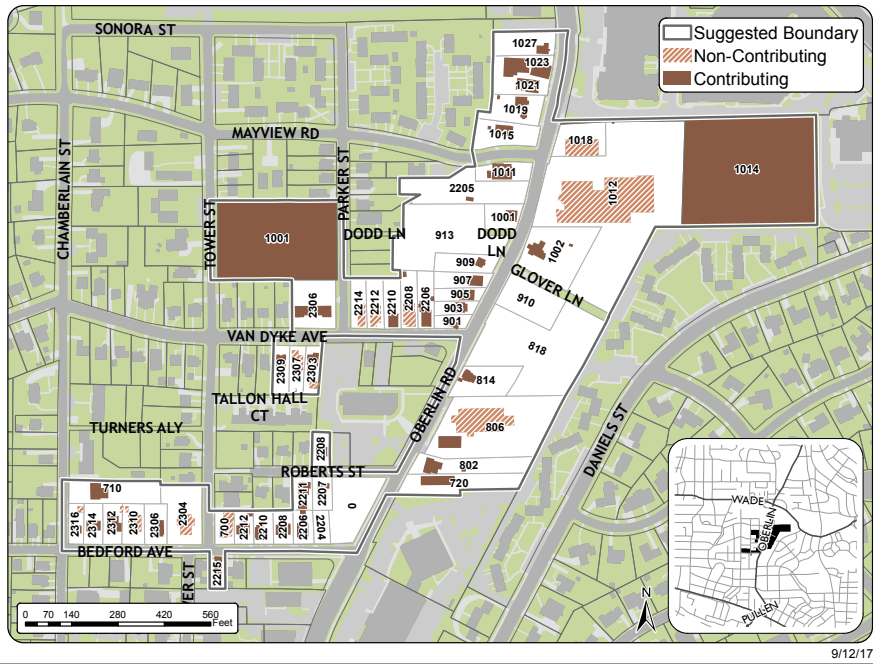 SONORA ST
1027
1023
1021
1019
1015
Suggested Boundary
Non-Contributing
Contributing
MAYVIEW RD
CHAMBERLAIN ST
TOWER ST
PARKER ST
1018
1014
1012
1011
2205
1001
1001
DODD LN
913
DODD
LN
1002
909
GLOVER LN
907
905
903
901
910
2306
2214
2212
2210
2208
2206
VAN DYKE AVE
818
2309
2307
2303
814
TALLON HALL
CT
OBERLIN RD
806
TURNERS ALY
2208
DANIELS ST
ROBERTS ST
802
720
710
2211
2207
0
2316
2314
2312
2310
2306
2304
700
2212
2210
2208
2206
2204
BEDFORD AVE
2215
VER ST
WADE
OBERLIN
PULLEN
N
0 70 140 280 420 560
Feet
9/12/17